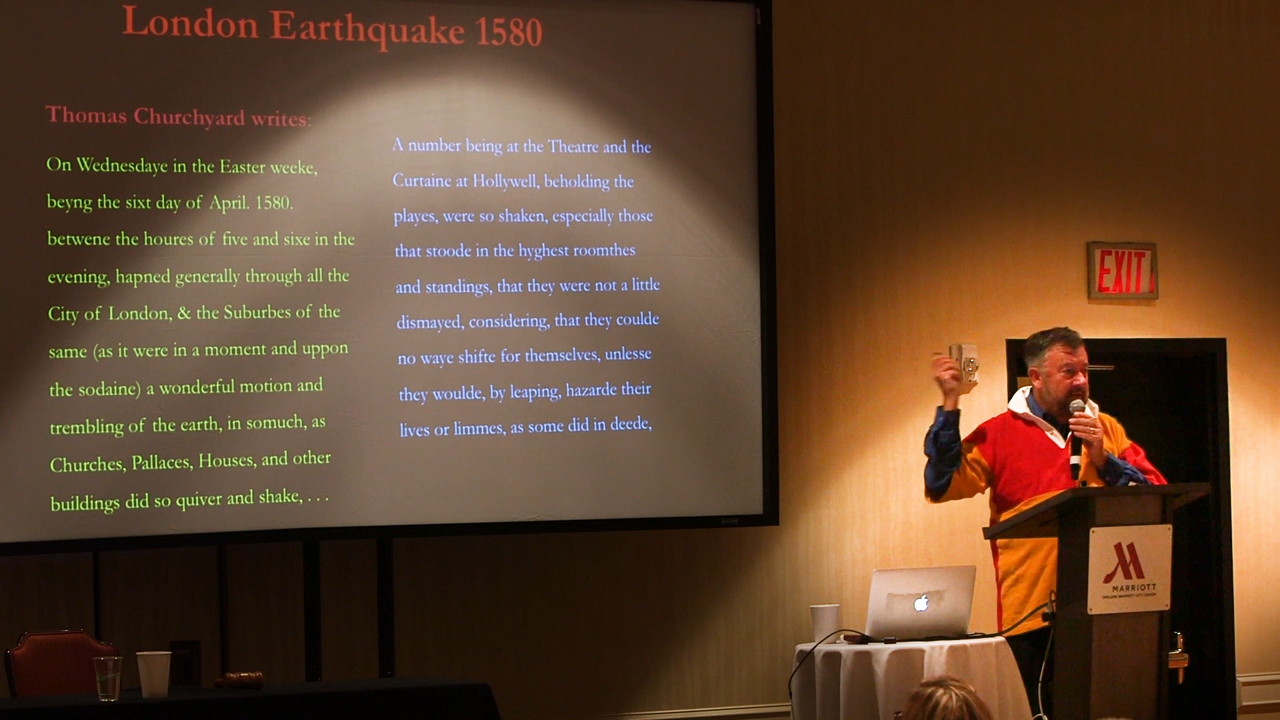 London Earthquake 1580
Thomas Churchyard writes:
On Wednesdaye in the Easter weeke,
beyng the sixt day of April. 1580.
betwene the houres of five and sixe in the
evening, hapned generally through all the
City of London, & the Suburbes of the
same (as it were in a moment and uppon
the sodaine) a wonderful motion and
trembling of the earth, in somuch, as
Churches, Pallaces, Houses, and other
buildings did so quiver and shake, . . .
A number being at the Theatre and the
Curtaine at Hollywell, beholding the
playes, were so shaken, especially those
that stoode in the hyghest roomthes
and standings, that they were not a little
dismayed, considering, that they coulde
no waye shifte for themselves, unlesse
they woulde, by leaping, hazarde their
lives or limmes, as some did in deede,
EXIT
MARRIOTT
OAKLAND MARRIOTT CITY CENTER